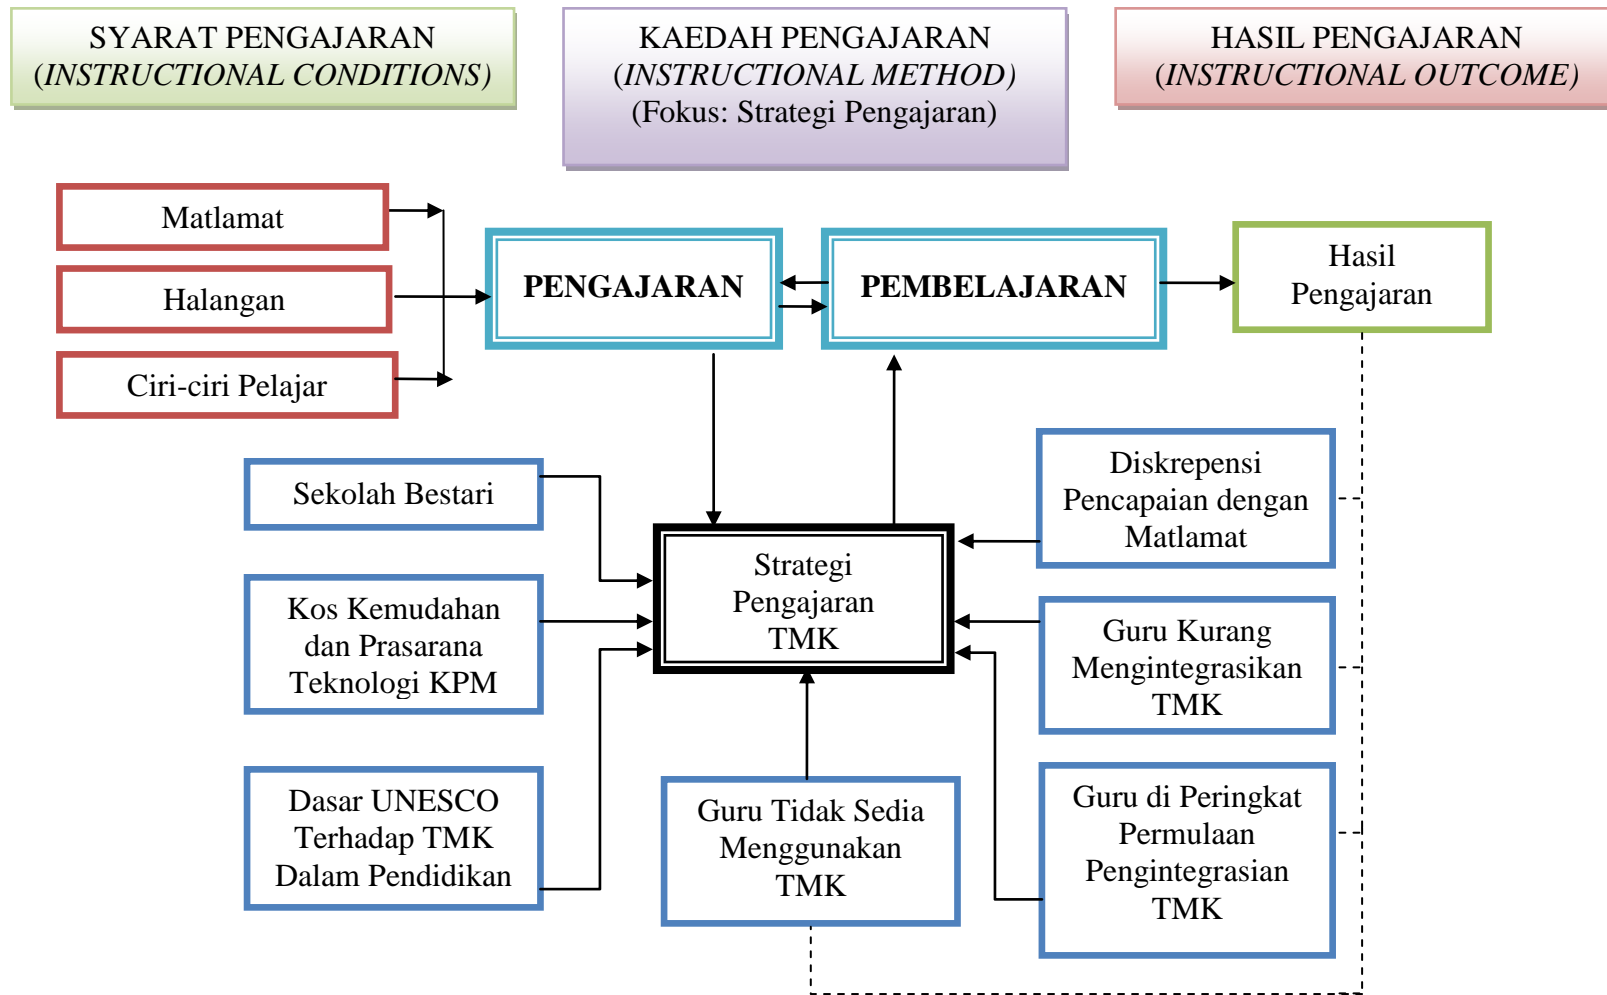 SYARAT PENGAJARAN
(INSTRUCTIONAL CONDITIONS)
KAEDAH PENGAJARAN
(INSTRUCTIONAL METHOD)
(Fokus: Strategi Pengajaran)
HASIL PENGAJARAN
(INSTRUCTIONAL OUTCOME)
Matlamat
Halangan
Ciri-ciri Pelajar
PENGAJARAN
PEMBELAJARAN
Hasil
Pengajaran
Sekolah Bestari
Kos Kemudahan
dan Prasarana
Teknologi KPM
Dasar UNESCO
Terhadap TMK
Dalam Pendidikan
Strategi
Pengajaran
TMK
Guru Tidak Sedia
Menggunakan
TMK
Diskrepensi
Pencapaian dengan
Matlamat
Guru Kurang
Mengintegrasikan
TMK
Guru di Peringkat
Permulaan
Pengintegrasian
TMK